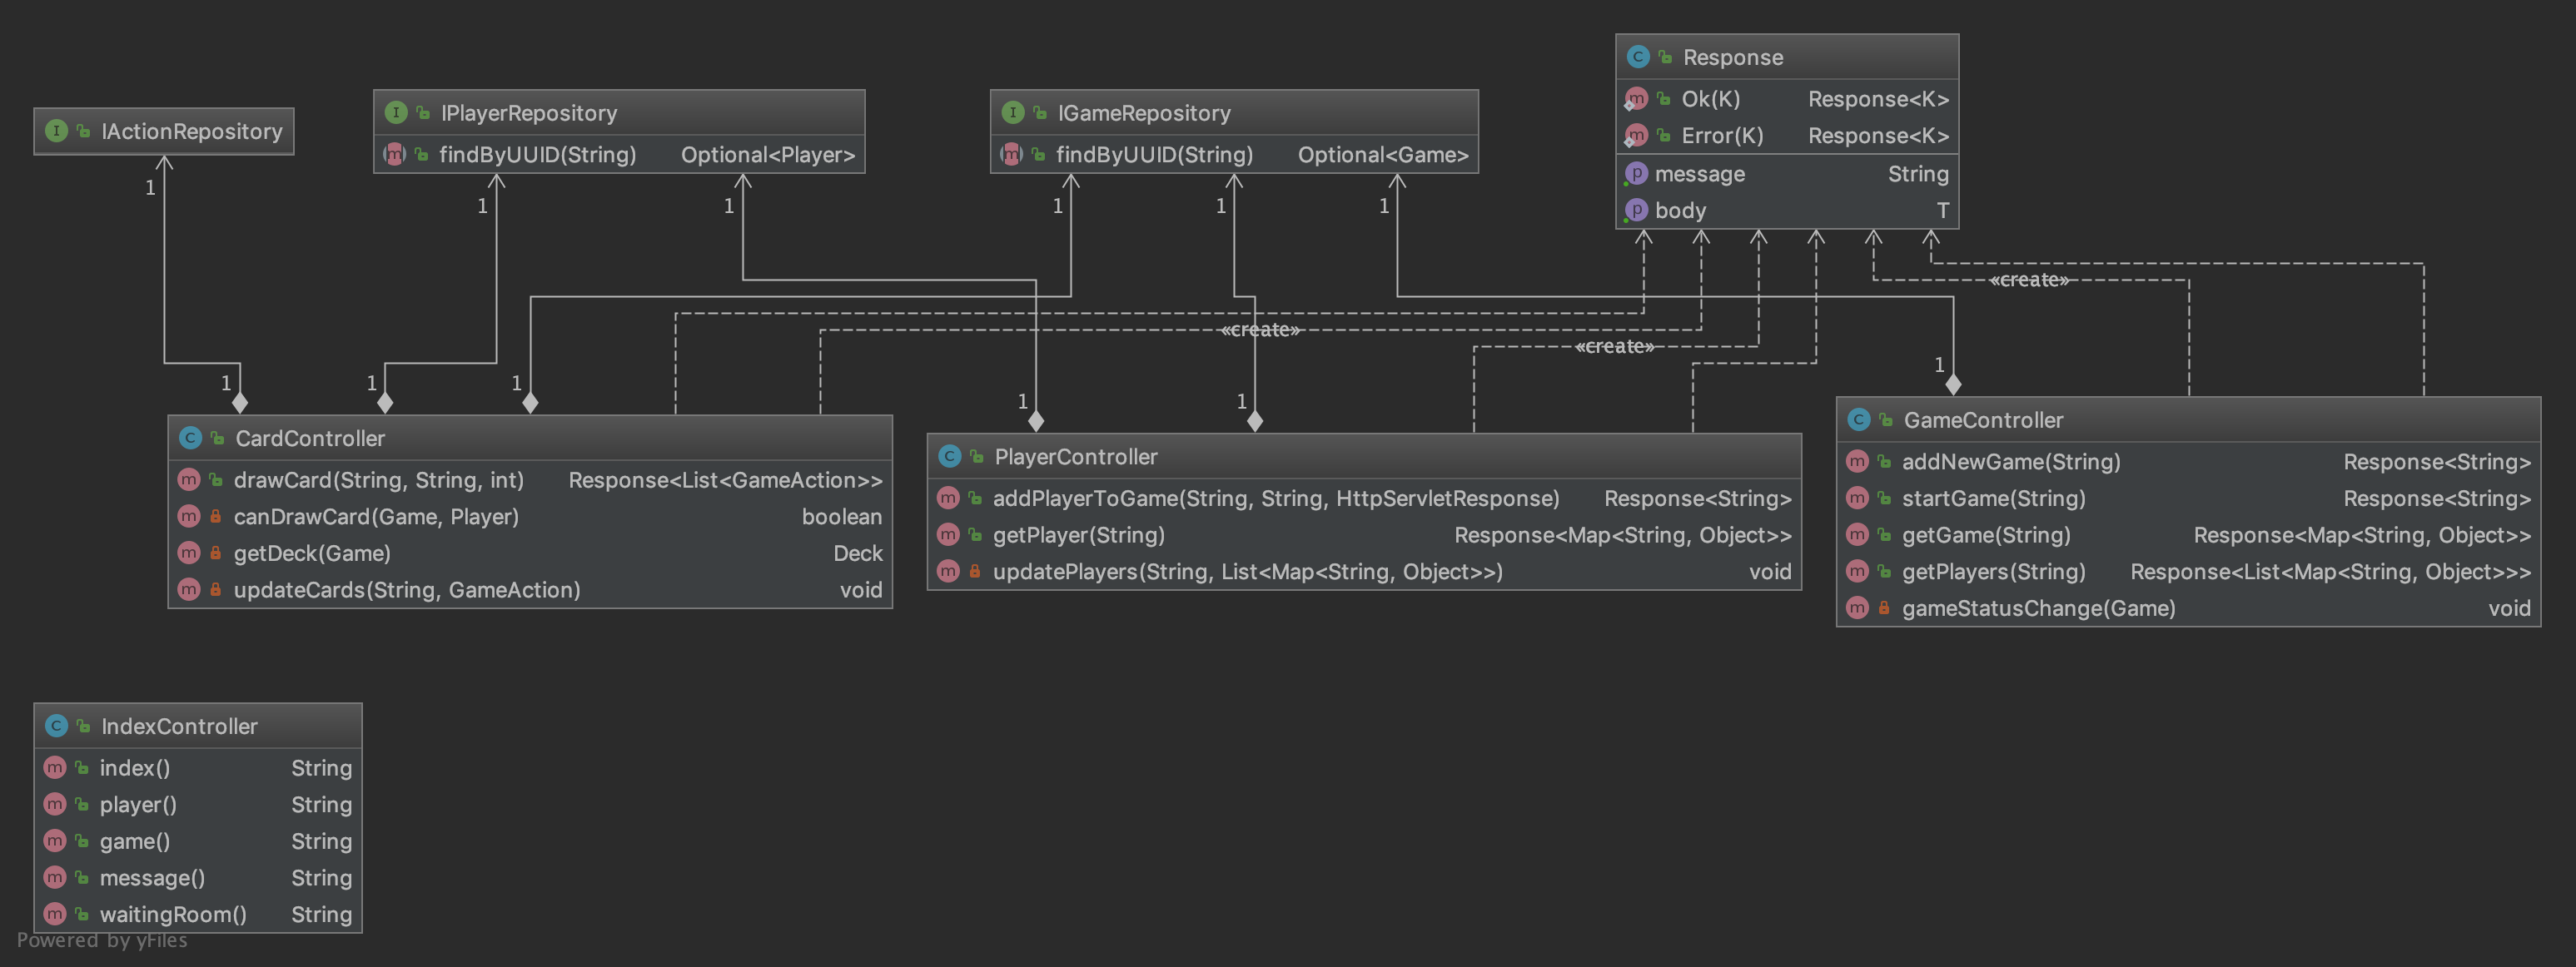 IActionRepository
IPlayerRepository
findByUUID(String) Optional<Player>
IGameRepository
findByUUID(String) Optional<Game>
Response
Ok(K) Response<K>
Error(K) Response<K>
message String
body T
1
1
1
1
1
1
«create»
«create»
«create»
1
1
1
1
1
1
CardController
drawCard(String, String, int) Response<List<GameAction>>
canDrawCard(Game, Player) boolean
getDeck(Game) Deck
updateCards(String, GameAction) void
PlayerController
addPlayerToGame(String, String, HttpServletResponse) Response<String>
getPlayer(String) Response<Map<String, Object>>
updatePlayers(String, List<Map<String, Object>>) void
GameController
addNewGame(String) Response<String>
startGame(String) Response<String>
getGame(String) Response<Map<String, Object>>
getPlayers(String) Response<List<Map<String, Object>>>
gameStatusChange(Game) void
IndexController
index() String
player() String
game() String
message() String
waitingRoom() String
Powered by yFiles